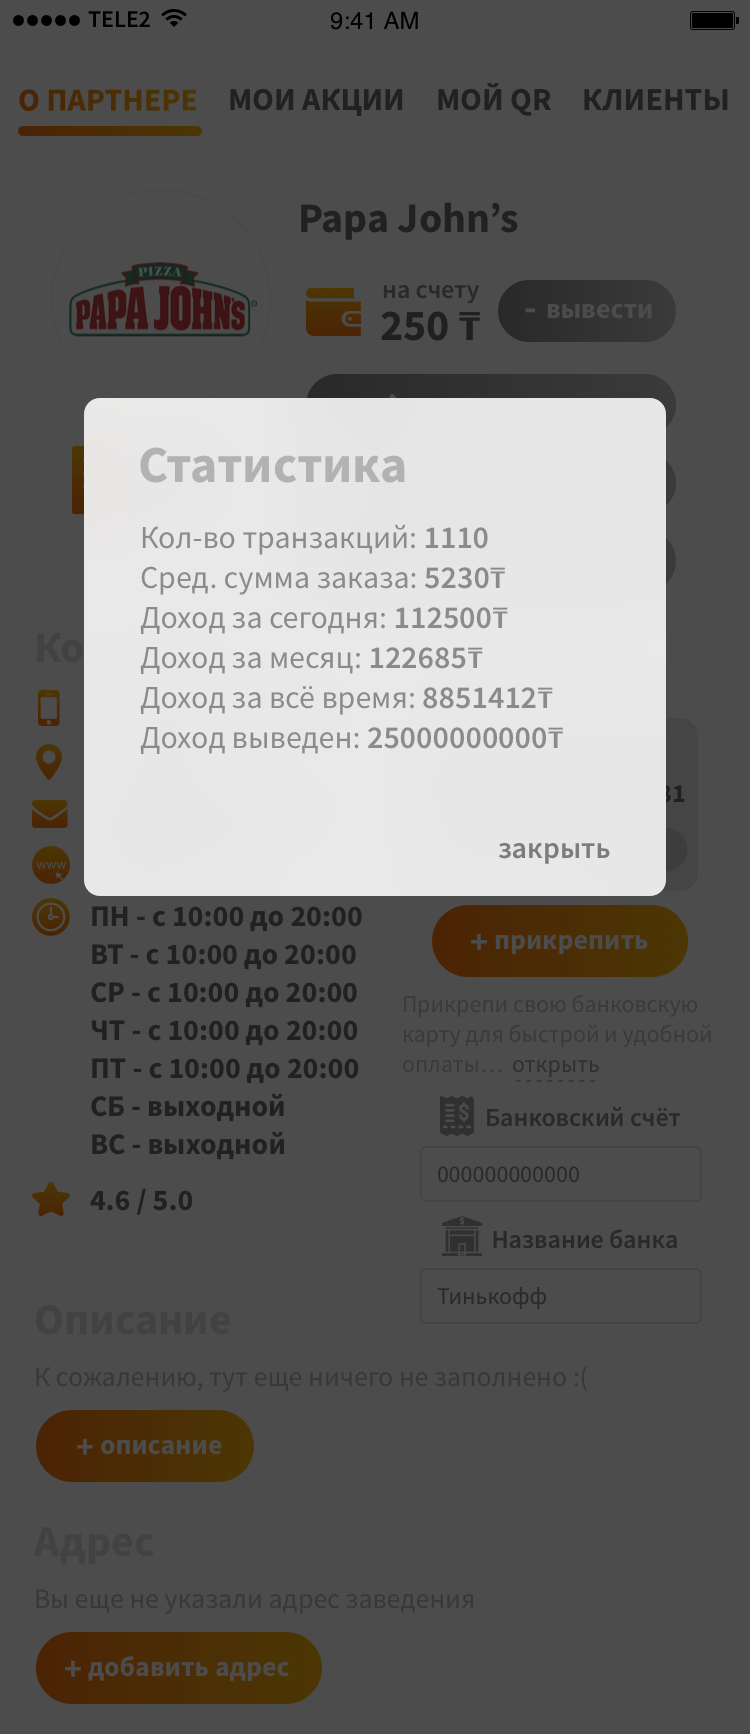 TELE2 9:41 AM
О ПАРТНЕРЕ МОИ АКЦИИ МОЙ QR КЛИЕНТЫ
Papa John’s
PIZZA
PAPA JOHN'S
на счету
250 ₸
- вывести
Статистика
Кол-во транзакций: 1110
Сред. сумма заказа: 5230₸
Доход за сегодня: 112500₸
Доход за месяц: 122685₸
Доход за всё время: 8851412₸
Доход выведен: 25000000000₸
закрыть
Ко
31
www
ПН - с 10:00 до 20:00
ВТ - с 10:00 до 20:00
СР - с 10:00 до 20:00
ЧТ - с 10:00 до 20:00
ПТ - с 10:00 до 20:00
СБ - выходной
ВС - выходной
4.6 / 5.0
+ прикрепить
Прикрепи свою банковскую
карту для быстрой и удобной
оплаты... открыть
Банковский счёт
000000000000
Название банка
Тинькофф
Описание
К сожалению, тут еще ничего не заполнено :(
+ описание
Адрес
Вы еще не указали адрес заведения
+ добавить адрес